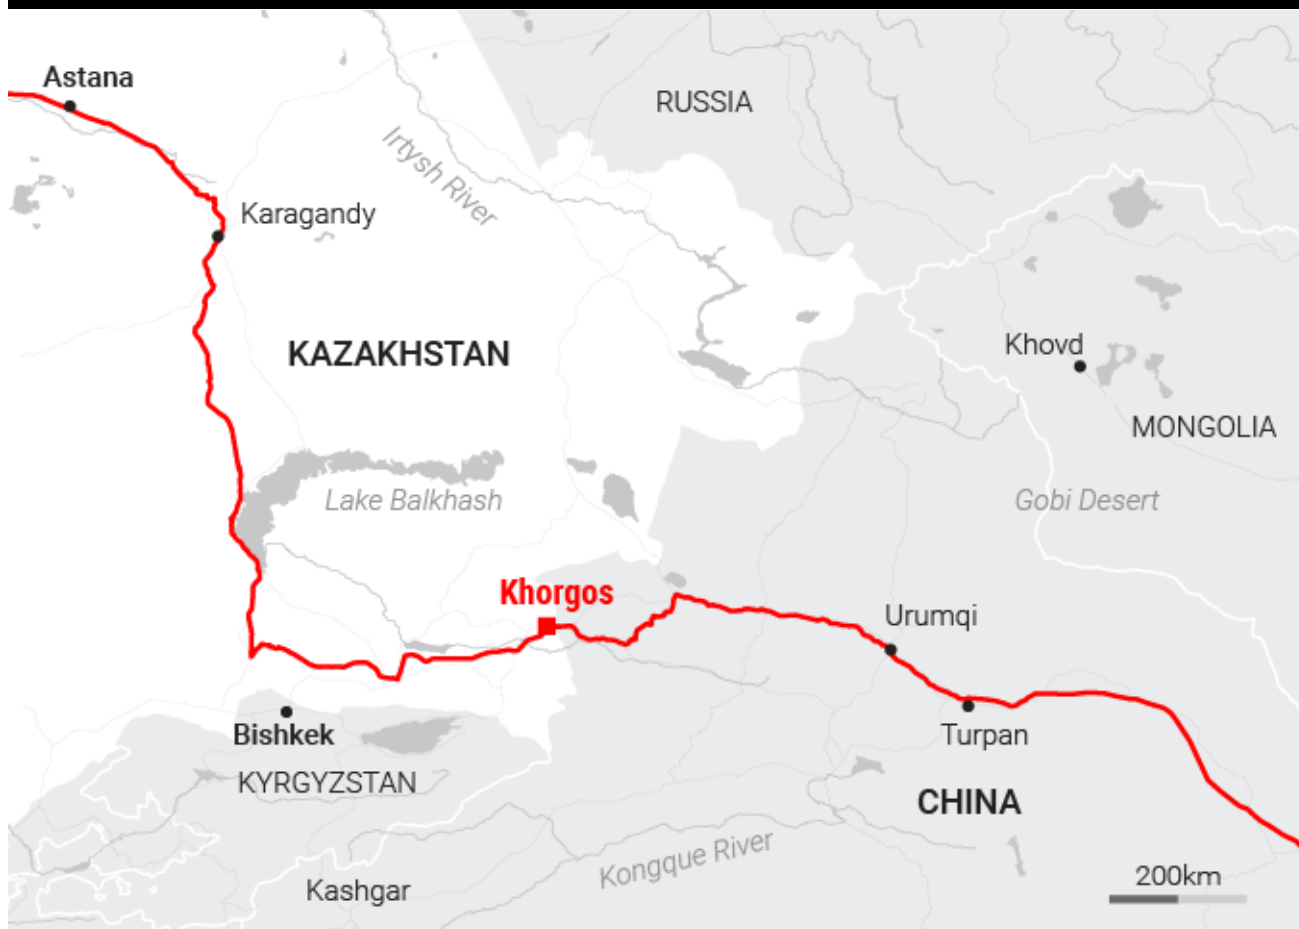 Astana
RUSSIA
Irtysh River
Karagandy
KAZAKHSTAN
Khovd
MONGOLIA
Lake Balkhash
Gobi Desert
Khorgos
Urumqi
Bishkek
Turpan
KYRGYZSTAN
CHINA
Kongque River
Kashgar
200km